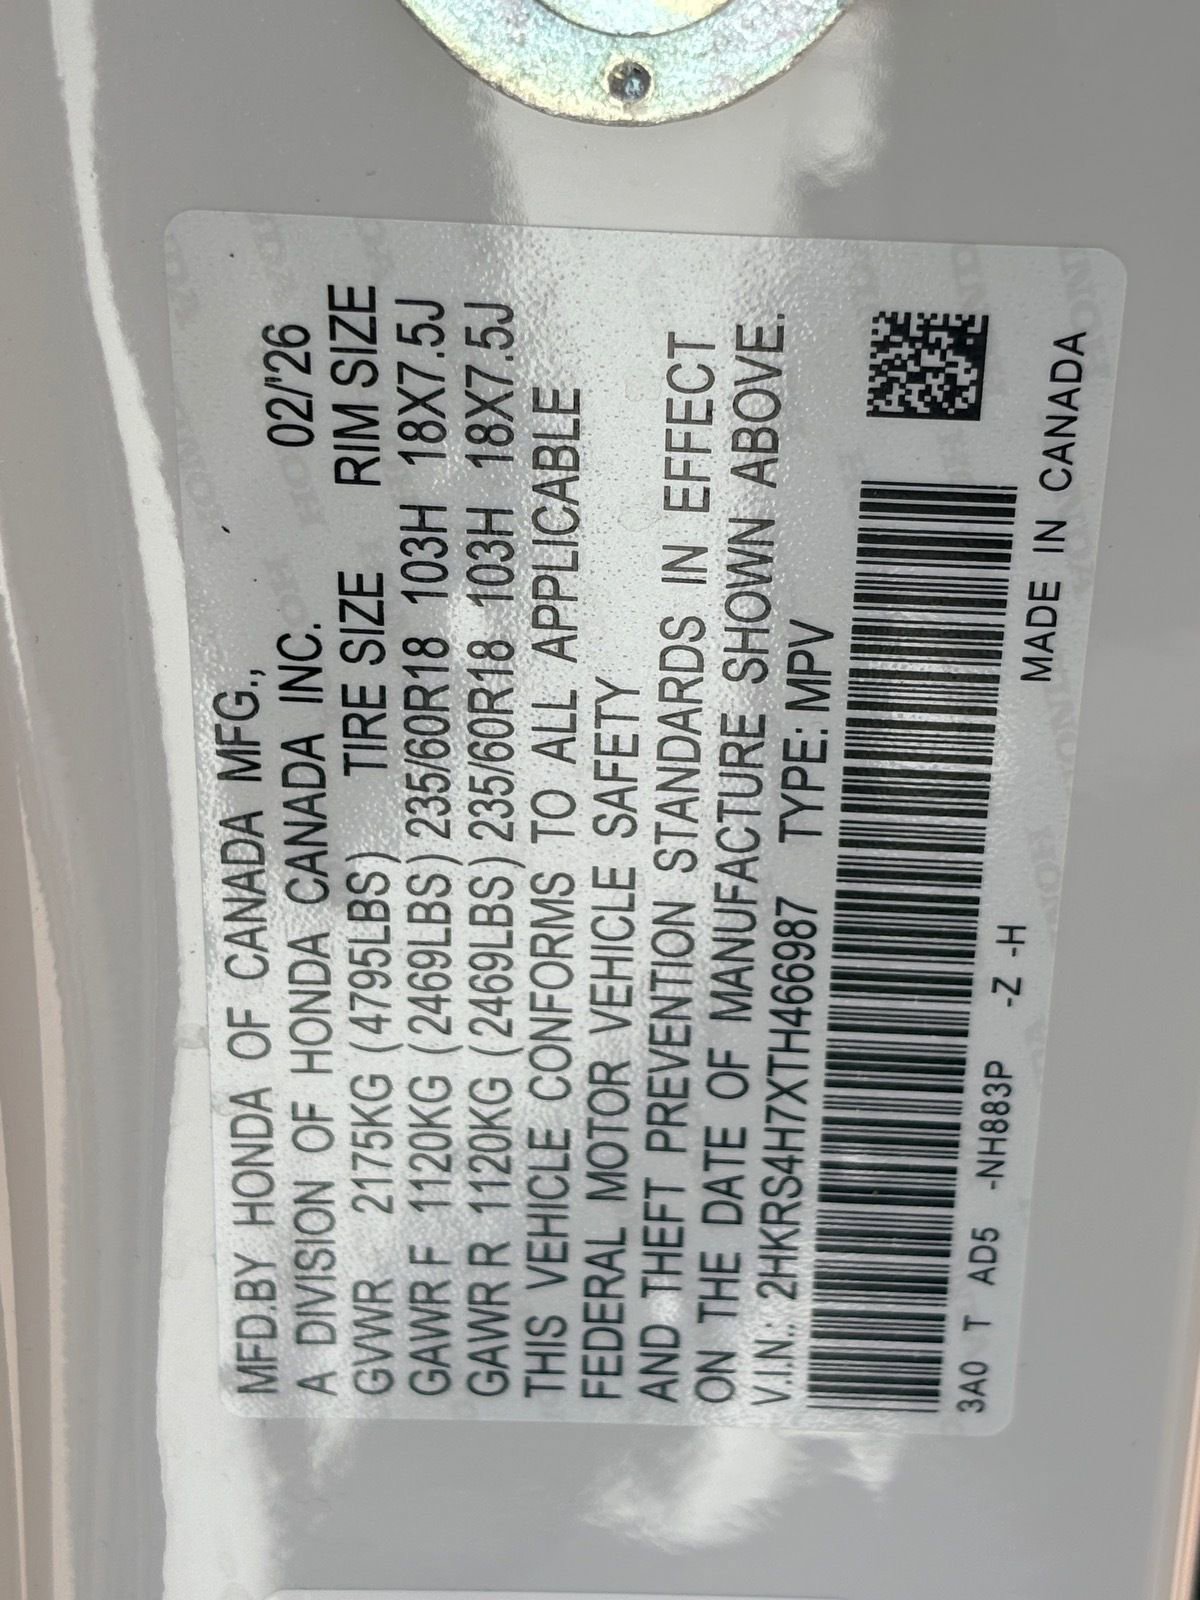 MFD.BY HONDA OF CANADA MFG.,
A DIVISION OF HONDA CANADA INC. 02/'26
GVWR 2175KG (4795LBS) TIRE SIZE RIM SIZE
GAWR F 1120KG (2469LBS) 235/60R18 103H 18X7.5J
GAWR R 1120KG (2469LBS) 235/60R18 103H 18X7.5J
THIS VEHICLE CONFORMS TO ALL APPLICABLE
FEDERAL MOTOR VEHICLE SAFETY
AND THEFT PREVENTION STANDARDS IN EFFECT
ON THE DATE OF MANUFACTURE SHOWN ABOVE.
V.I.N.: 2HKRS4H7XTH466987 TYPE: MPV
3A0 T AD5 -NH883P -Z -H
MADE IN CANADA